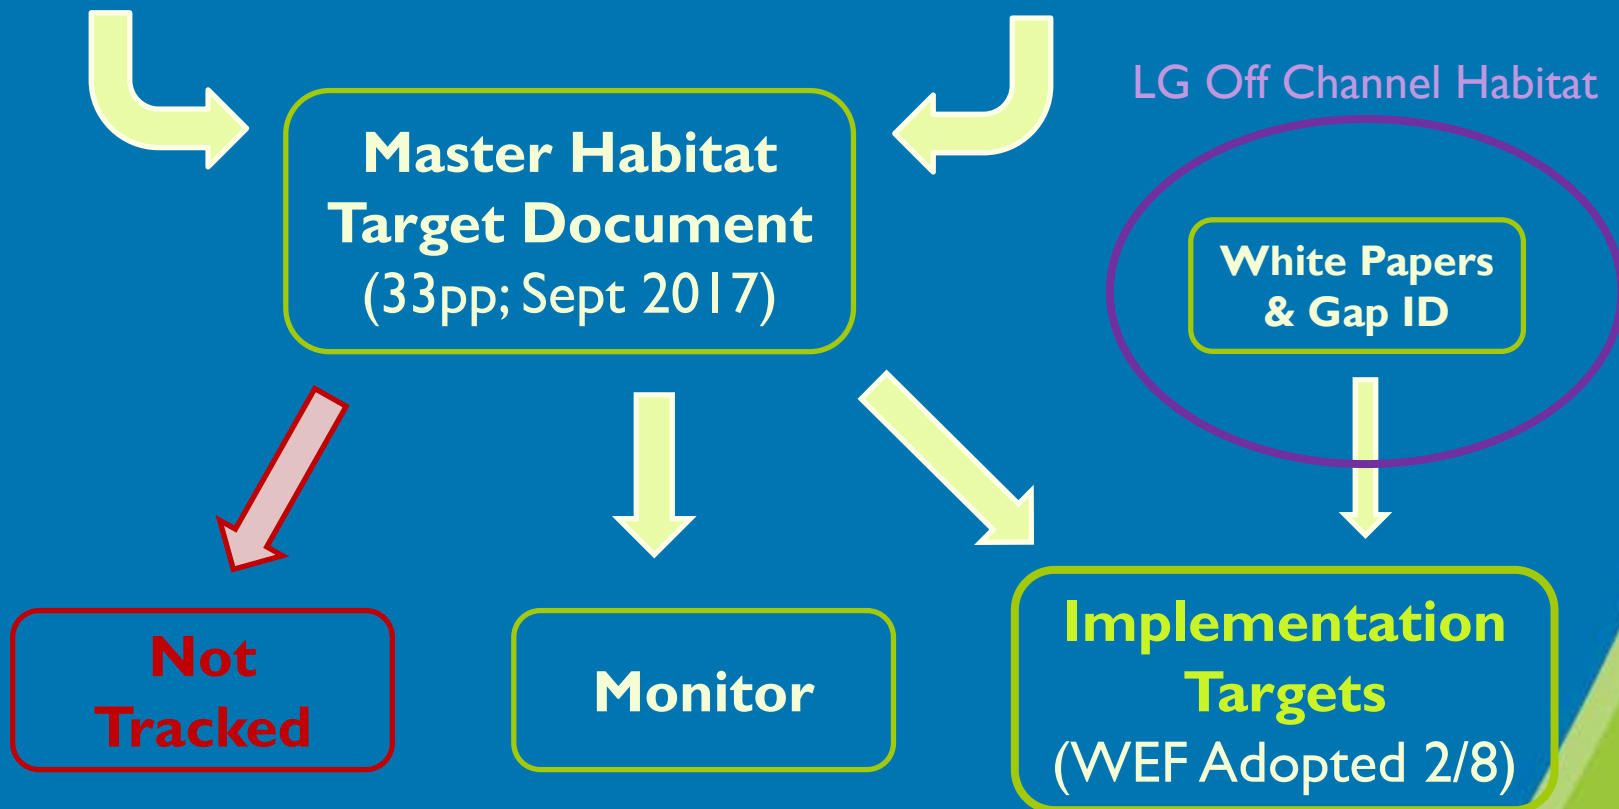 LG Off Channel Habitat
Master Habitat
Target Document
(33pp; Sept 2017)
White Papers
& Gap ID
Not
Tracked
Monitor
Implementation
Targets
(WEF Adopted 2/8)